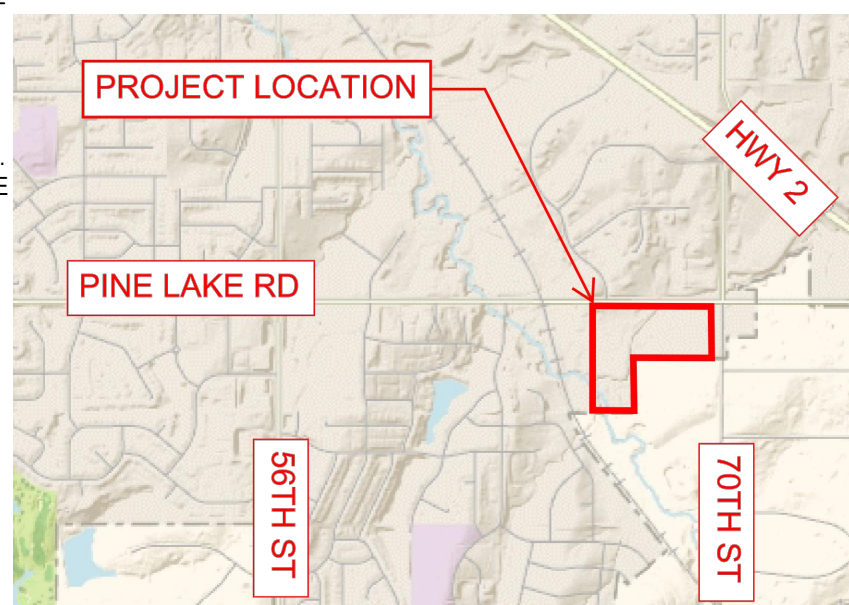 PROJECT LOCATION
HWY 2
.
E
PINE LAKE RD
56TH ST
70TH ST